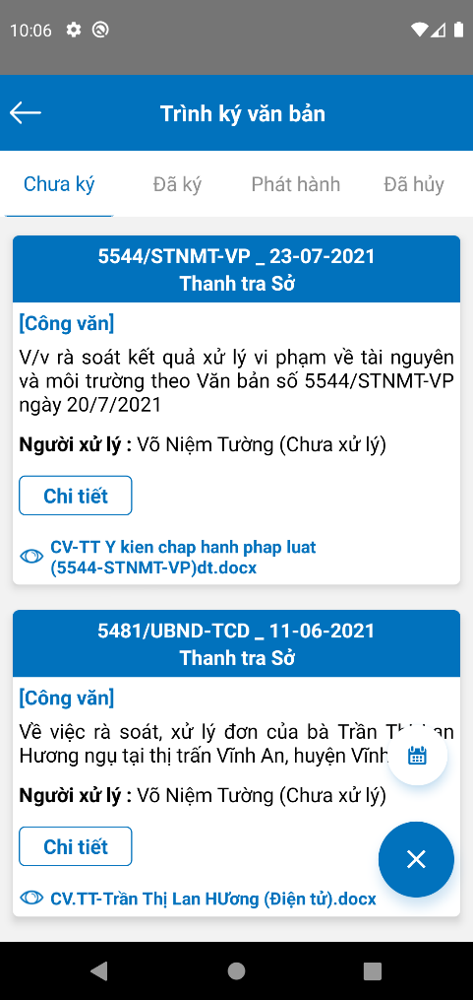 10:06
Trình ký văn bản
Chưa ký Đã ký Phát hành Đã hủy
5544/STNMT-VP _ 23-07-2021
Thanh tra Sở
[Công văn]
V/v rà soát kết quả xử lý vi phạm về tài nguyên
và môi trường theo Văn bản số 5544/STNMT-VP
ngày 20/7/2021
Người xử lý : Võ Niệm Tường (Chưa xử lý)
Chi tiết
CV-TT Y kien chap hanh phap luat
(5544-STNMT-VP)dt.docx
5481/UBND-TCD _ 11-06-2021
Thanh tra Sở
[Công văn]
Về việc rà soát, xử lý đơn của bà Trần Thị Lan
Hương ngụ tại thị trấn Vĩnh An, huyện Vĩnh
Người xử lý : Võ Niệm Tường (Chưa xử lý)
Chi tiết
CV.TT-Trần Thị Lan HƯơng (Điện tử).docx